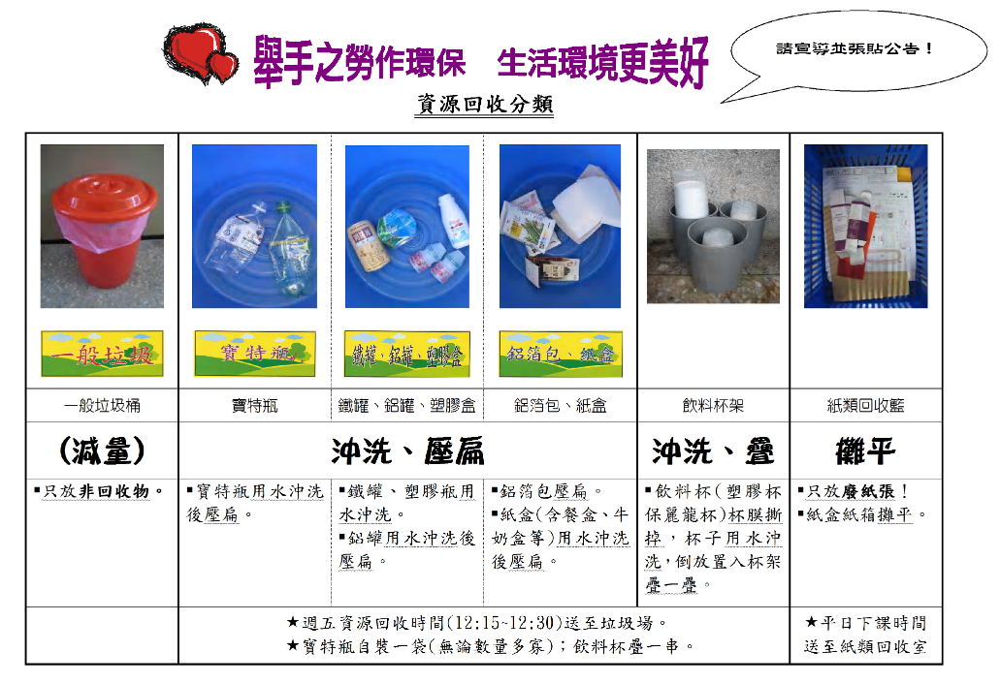 舉手之勞作環保 生活環境更美好
請宣導並張貼公告！
資源回收分類
一般垃圾
寶特瓶
鐵罐、鋁罐、塑膠盒
鋁箔包、紙盒
一般垃圾桶
寶特瓶
鐵罐、鋁罐、塑膠盒
鋁箔包、紙盒
飲料杯架
紙類回收籃
(減量)
沖洗、壓扁
沖洗、疊
攤平
▪只放非回收物。
▪寶特瓶用水沖洗
後壓扁。
▪鐵罐、塑膠瓶用
水沖洗。
▪鋁罐用水沖洗後
壓扁。
▪鋁箔包壓扁。
▪紙盒(含餐盒、牛
奶盒等)用水沖洗
後壓扁。
▪飲料杯(塑膠杯
保麗龍杯)杯膜撕
掉，杯子用水沖
洗，倒放置入杯架
疊一疊。
▪只放廢紙張！
▪紙盒紙箱攤平。
★週五資源回收時間(12:15~12:30)送至垃圾場。
★寶特瓶自裝一袋(無論數量多寡)；飲料杯疊一串。
★平日下課時間
送至紙類回收室